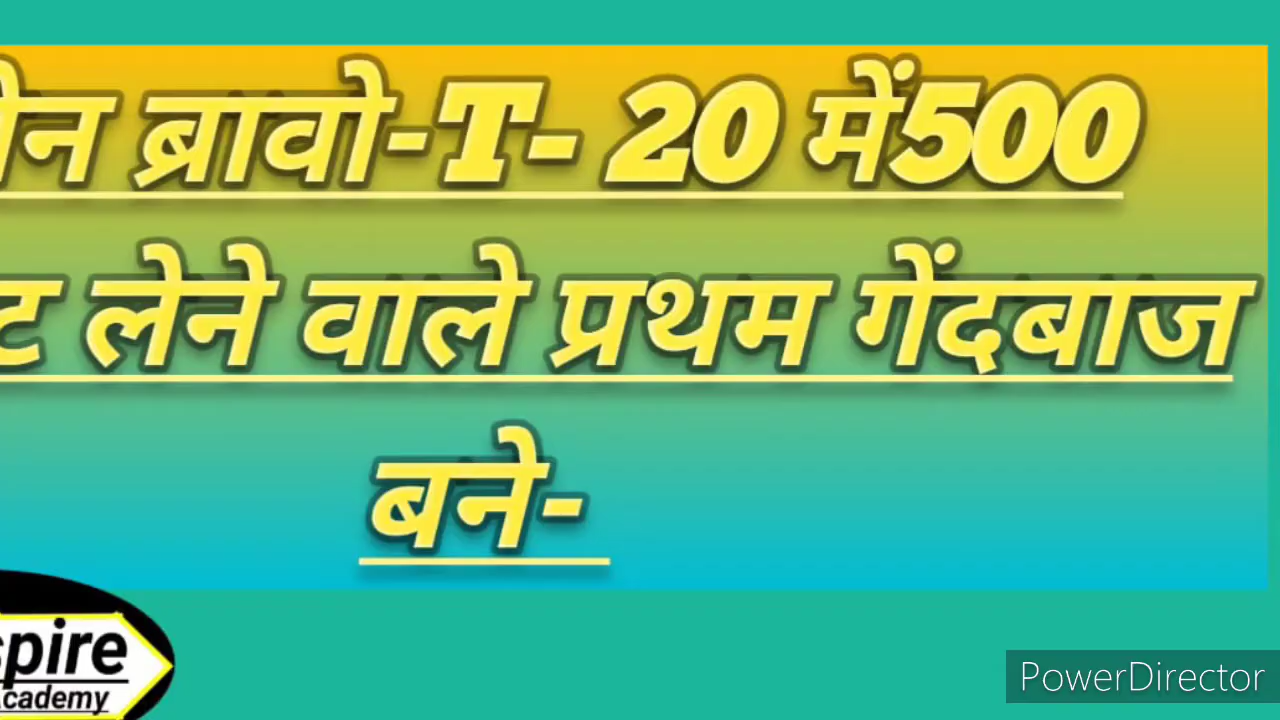 ब्रावो-T- 20 में500
लेने वाले प्रथम गेंदबाज
बने-
spire
cademy
PowerDirector